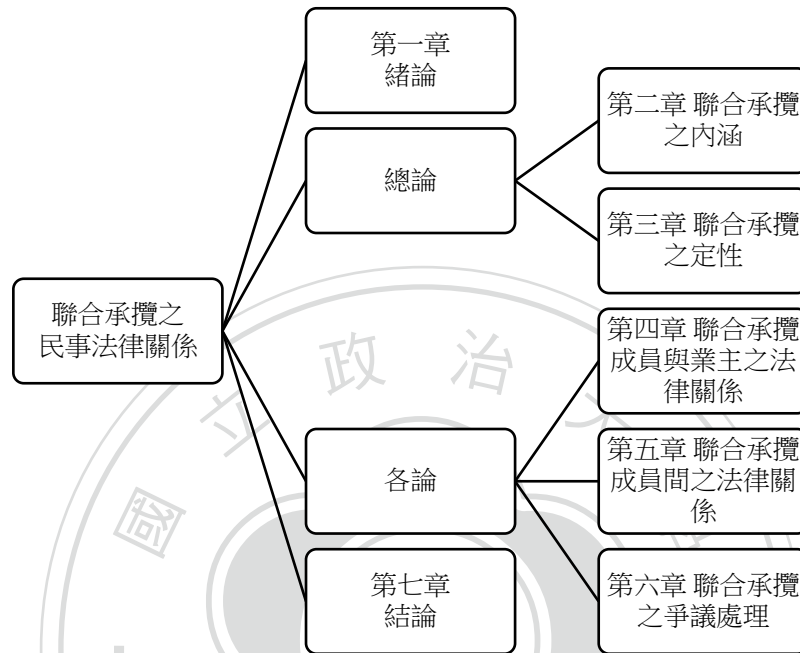 第一章
緒論
總論
第二章 聯合承攬
之內涵
第三章 聯合承攬
之定性
聯合承攬之
民事法律關係
第四章 聯合承攬
成員與業主之法
律關係
各論
第五章 聯合承攬
成員間之法律關
係
第七章
結論
第六章 聯合承攬
之爭議處理
國
立
政
治